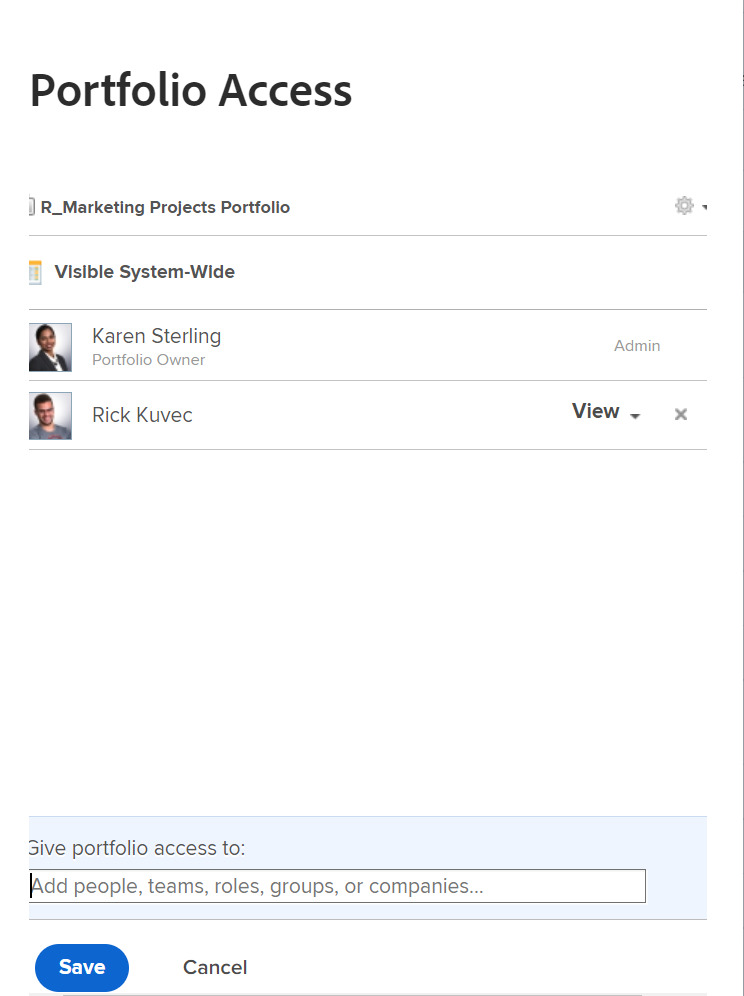 Portfolio Access
R_Marketing Projects Portfolio
Visible System-Wide
Karen Sterling
Portfolio Owner
Admin
Rick Kuvec
View
Give portfolio access to:
Add people, teams, roles, groups, or companies...
Save Cancel